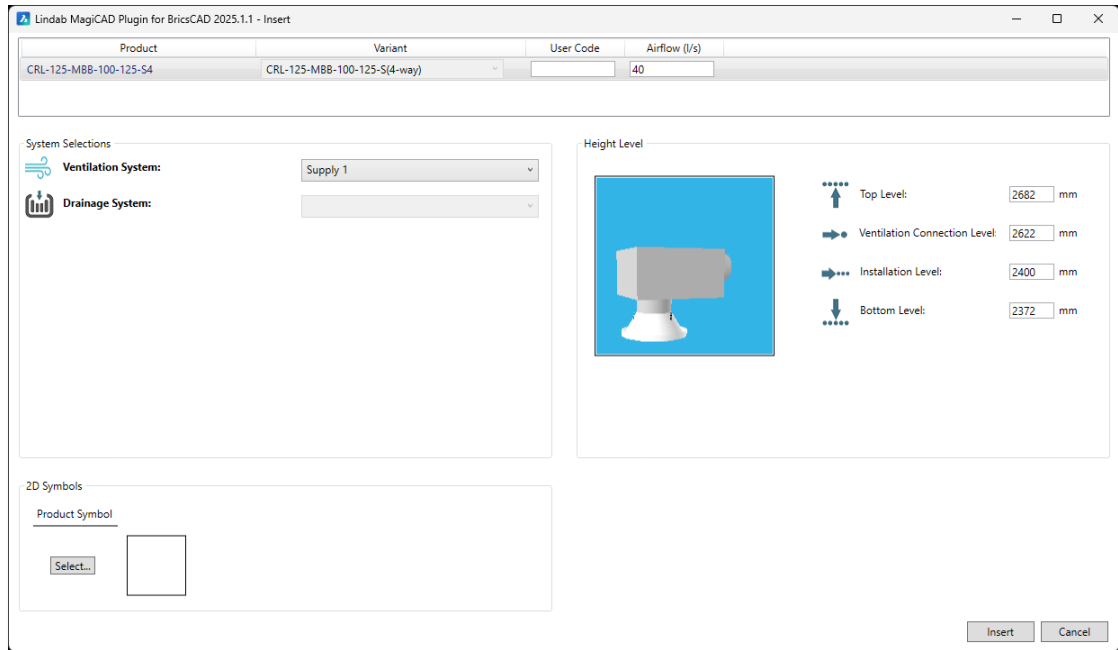 Lindab MagiCAD Plugin for BricsCAD 2025.1.1 - Insert
Product Variant User Code Airflow (l/s)
CRL-125-MBB-100-125-S4 CRL-125-MBB-100-125-S(4-way) 40
System Selections
Ventilation System: Supply 1
Drainage System:
Height Level
Top Level: 2682 mm
Ventilation Connection Level: 2622 mm
Installation Level: 2400 mm
Bottom Level: 2372 mm
2D Symbols
Product Symbol
Select...
Insert Cancel